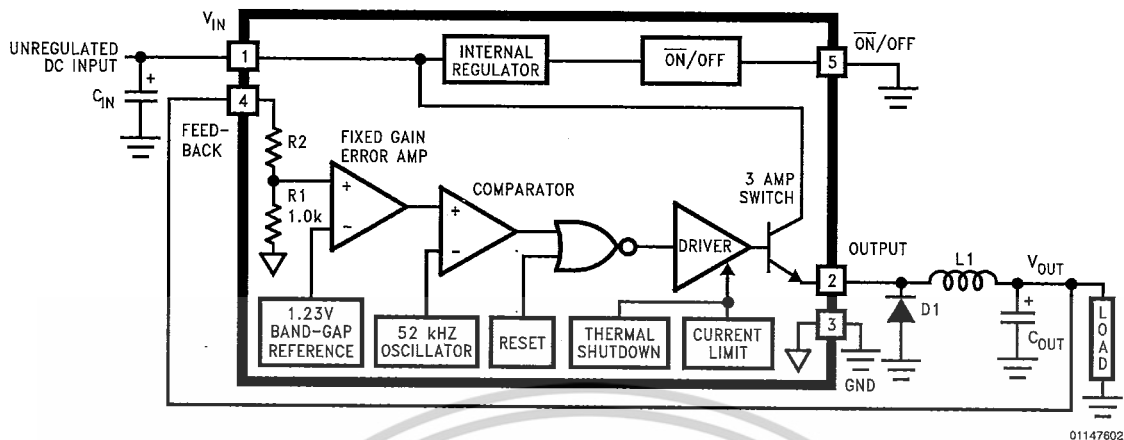 V_IN
UNREGULATED
DC INPUT
+
C_IN
1
4
FEED-
BACK
INTERNAL
REGULATOR
O̅N̅/OFF
5
O̅N̅/OFF
R2
R1
1.0k
FIXED GAIN
ERROR AMP
+
−
COMPARATOR
+
−
DRIVER
3 AMP
SWITCH
OUTPUT
2
3
GND
D1
L1
V_OUT
+
C_OUT
LOAD
1.23V
BAND-GAP
REFERENCE
52 kHZ
OSCILLATOR
RESET
THERMAL
SHUTDOWN
CURRENT
LIMIT
01147602